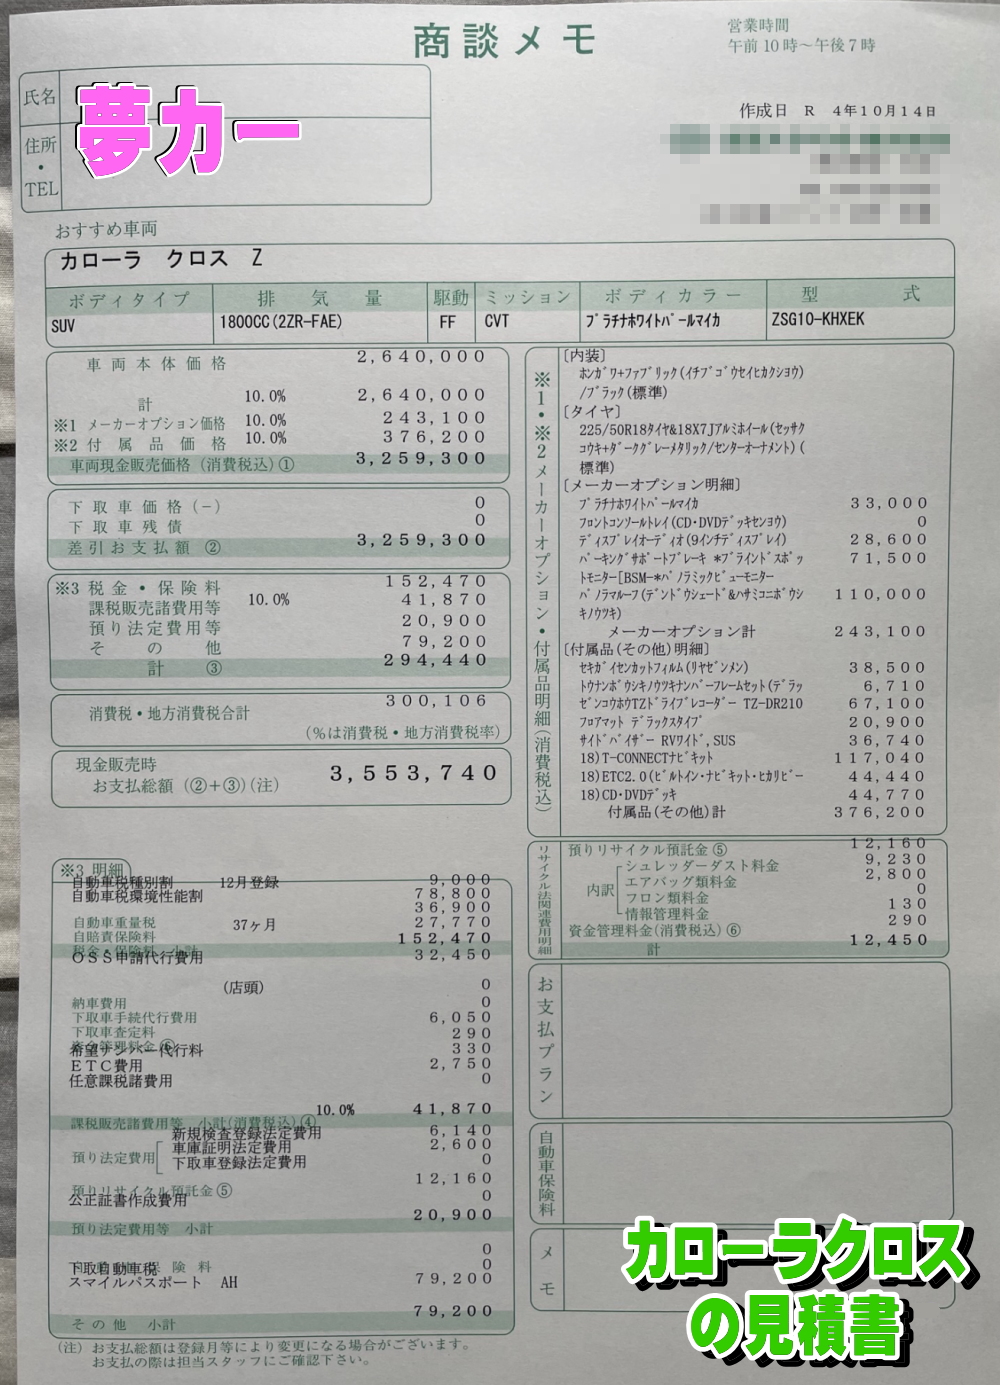 商談メモ
営業時間
午前10時～午後7時
氏名
夢カー
住所
・
TEL
作成日 R 4年10月14日
おすすめ車両
カローラ クロス Z
ボディタイプ 排気量 駆動 ミッション ボディカラー 型式
SUV 1800CC(2ZR-FAE) FF CVT ﾌﾟﾗﾁﾅﾎﾜｲﾄﾊﾟｰﾙﾏｲｶ ZSG10-KHXEK
車両本体価格 2,640,000
計 10.0% 2,640,000
※1 メーカーオプション価格 10.0% 243,100
※2 付属品価格 10.0% 376,200
車両現金販売価格(消費税込)① 3,259,300
下取車価格(−) 0
下取車残債 0
差引お支払額 ② 3,259,300
※3 税金・保険料 152,470
課税販売諸費用等 10.0% 41,870
預り法定費用等 20,900
その他 79,200
計 ③ 294,440
消費税・地方消費税合計 300,106
(%は消費税・地方消費税率)
現金販売時
お支払総額(②+③)(注) 3,553,740
※3 明細
自動車税種別割 12月登録 9,000
自動車税環境性能割 78,800
自動車重量税 37ヶ月 36,900
自賠責保険料 27,770
税金・保険料 小計 152,470
OSS申請代行費用 32,450
(店頭)
納車費用 0
下取車手続代行費用 0
下取車査定料 6,050
資金管理料金⑥ 290
希望ナンバー代行料 330
ETC費用 2,750
任意課税諸費用 0
10.0% 41,870
課税販売諸費用等 小計(消費税込)④
預り法定費用
新規検査登録法定費用 6,140
車庫証明法定費用 2,600
下取車登録法定費用 0
預りリサイクル預託金⑤ 12,160
公正証書作成費用 0
預り法定費用等 小計 20,900
0
下取自動車税 0
保険料
スマイルパスポート AH 79,200
その他 小計 79,200
(注) お支払総額は登録月等により変更になる場合がございます。
お支払の際は担当スタッフにご確認下さい。
※1・※2メーカーオプション・付属品明細(消費税込)
[内装]
ﾎﾝｶﾞﾜ+ﾌｧﾌﾞﾘｯｸ(ｲﾁﾌﾞｺﾞｳｾｲﾋｶｸｼｮｳ)
/ﾌﾞﾗｯｸ(標準)
[タイヤ]
225/50R18ﾀｲﾔ&18X7Jｱﾙﾐﾎｲｰﾙ(ｾｯｻｸ
ｺｳｷ+ﾀﾞｰｸｸﾞﾚｰﾒﾀﾘｯｸ/ｾﾝﾀｰｵｰﾅﾒﾝﾄ)(
標準)
[メーカーオプション明細]
ﾌﾟﾗﾁﾅﾎﾜｲﾄﾊﾟｰﾙﾏｲｶ 33,000
ﾌﾛﾝﾄｺﾝｿｰﾙﾄﾚｲ(CD・DVDﾃﾞｯｷｾﾝﾖｳ) 0
ﾃﾞｨｽﾌﾟﾚｲｵｰﾃﾞｨｵ(9ｲﾝﾁﾃﾞｨｽﾌﾟﾚｲ) 28,600
ﾊﾟｰｷﾝｸﾞｻﾎﾟｰﾄﾌﾞﾚｰｷ *ﾌﾞﾗｲﾝﾄﾞｽﾎﾟｯ 71,500
ﾄﾓﾆﾀｰ[BSM-*ﾊﾟﾉﾗﾐｯｸﾋﾞｭｰﾓﾆﾀｰ
ﾊﾟﾉﾗﾏﾙｰﾌ(ﾃﾞﾝﾄﾞｳｼｪｰﾄﾞ&ﾊｻﾐｺﾐﾎﾞｳｼ 110,000
ｷﾉｳﾂｷ)
メーカーオプション計 243,100
[付属品(その他)明細]
ｾｷｶﾞｲｾﾝｶｯﾄﾌｨﾙﾑ(ﾘﾔｾﾞﾝﾒﾝ) 38,500
ﾄｳﾅﾝﾎﾞｳｼｷﾉｳﾂｷﾅﾝﾊﾞｰﾌﾚｰﾑｾｯﾄ(ﾃﾞﾗｯ 6,710
ｾﾞﾝｺｳﾎｳTZﾄﾞﾗｲﾌﾞﾚｺｰﾀﾞｰ TZ-DR210 67,100
ﾌﾛｱﾏｯﾄ ﾃﾞﾗｯｸｽﾀｲﾌﾟ 20,900
ｻｲﾄﾞﾊﾞｲｻﾞｰ RVﾜｲﾄﾞ,SUS 36,740
18)T-CONNECTﾅﾋﾞｷｯﾄ 117,040
18)ETC2.0(ﾋﾞﾙﾄｲﾝ・ﾅﾋﾞｷｯﾄ・ﾋｶﾘﾋﾞｰ 44,440
18)CD・DVDﾃﾞｯｷ 44,770
付属品(その他)計 376,200
リサイクル法関連費用明細
預りリサイクル預託金⑤ 12,160
内訳
シュレッダーダスト料金 9,230
エアバッグ類料金 2,800
フロン類料金 0
情報管理料金 130
資金管理料金(消費税込)⑥ 290
計 12,450
お支払プラン
自動車保険料
メモ
カローラクロス
の見積書